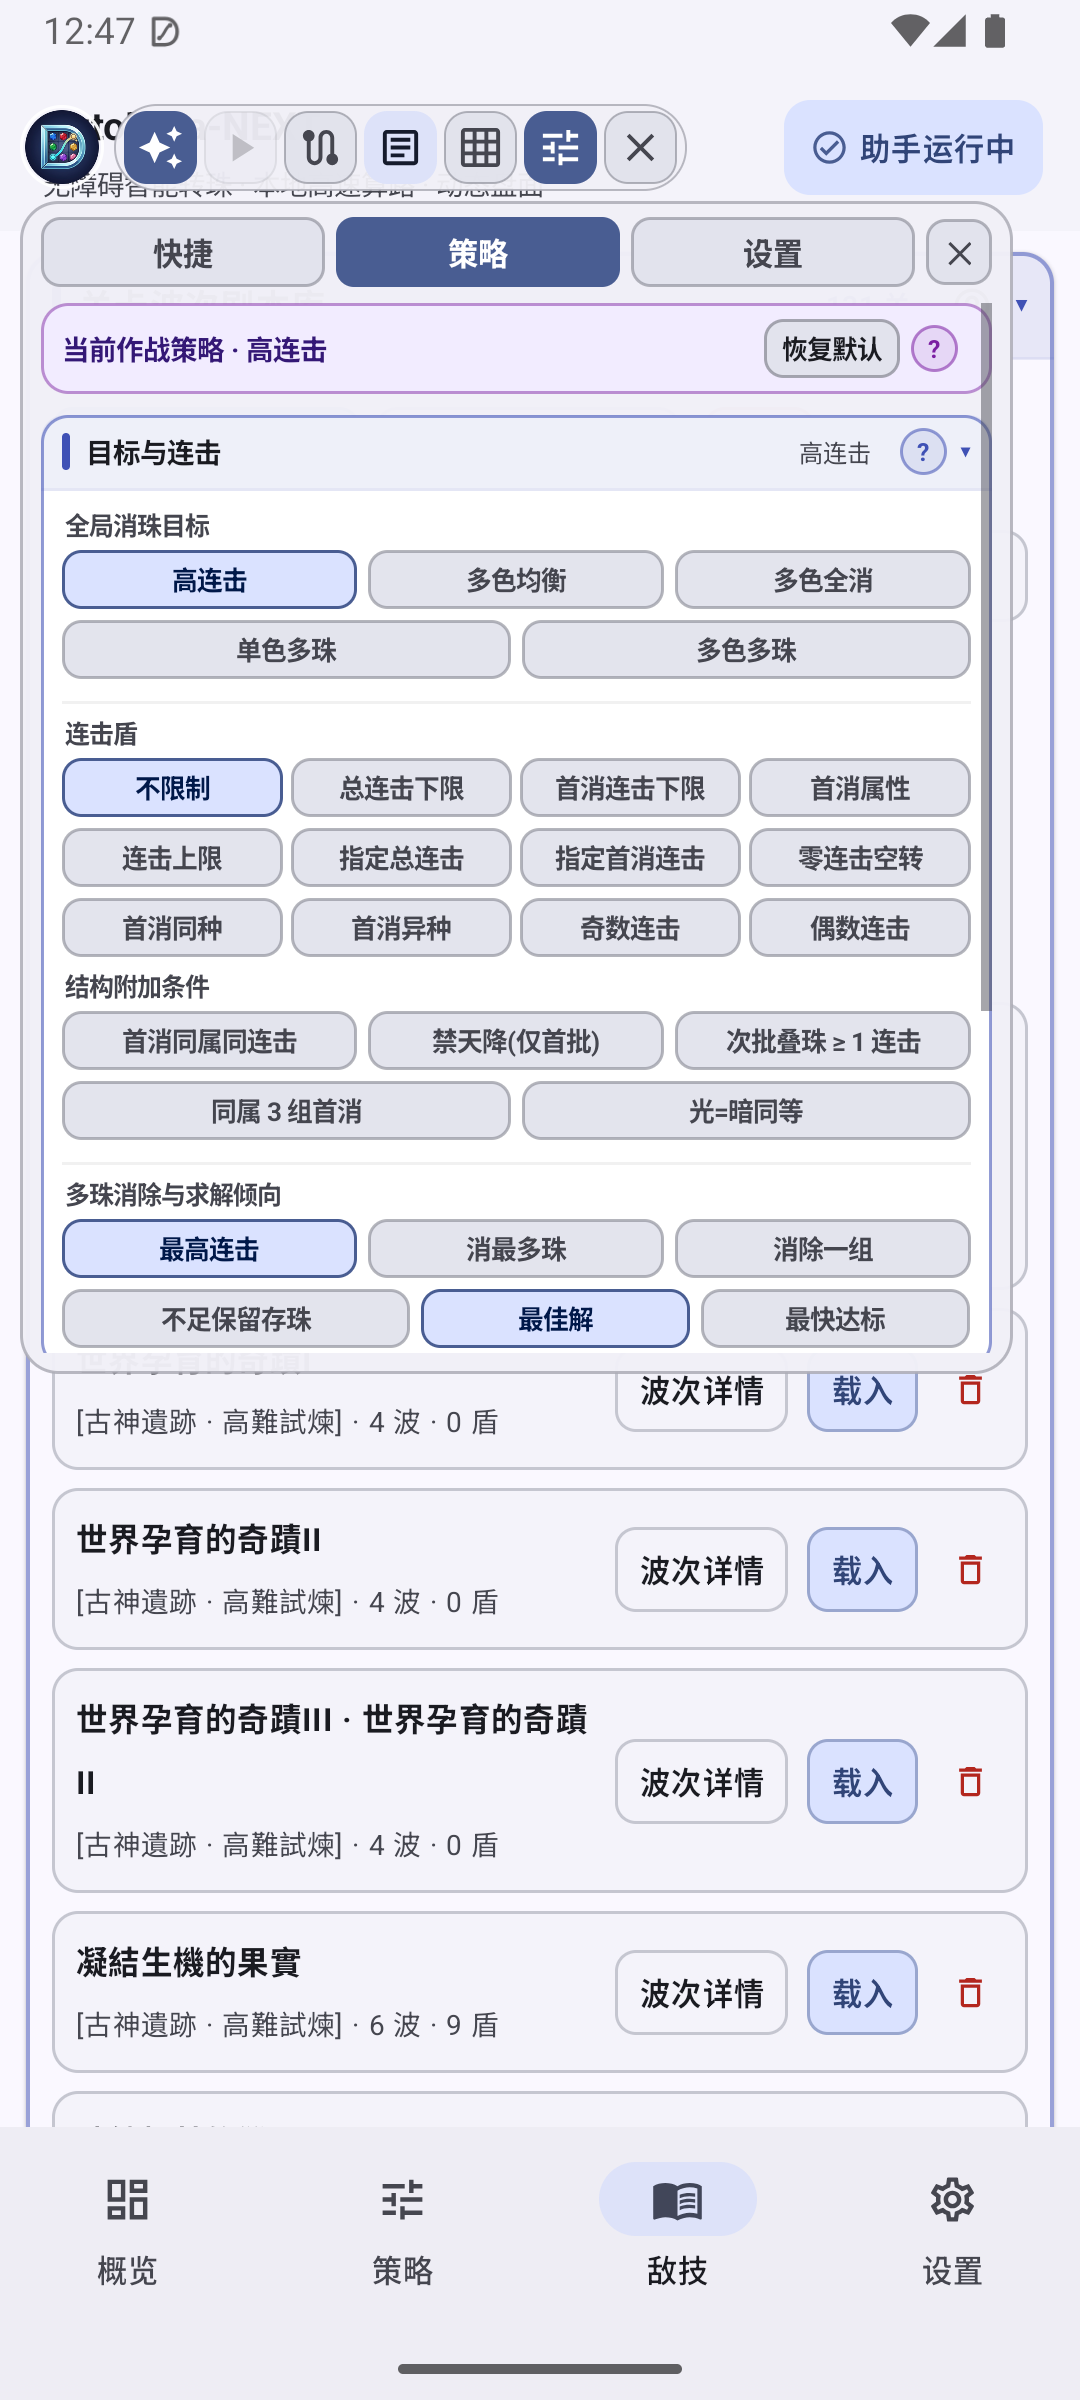 12:47
助手运行中
快捷
策略
设置
当前作战策略 · 高连击
恢复默认
?
目标与连击
高连击
?
全局消珠目标
高连击
多色均衡
多色全消
单色多珠
多色多珠
连击盾
不限制
总连击下限
首消连击下限
首消属性
连击上限
指定总连击
指定首消连击
零连击空转
首消同种
首消异种
奇数连击
偶数连击
结构附加条件
首消同属同连击
禁天降(仅首批)
次批叠珠 ≥ 1 连击
同属 3 组首消
光=暗同等
多珠消除与求解倾向
最高连击
消最多珠
消除一组
不足保留存珠
最佳解
最快达标
[古神遺跡 · 高難試煉] · 4 波 · 0 盾
波次详情
载入
世界孕育的奇蹟II
[古神遺跡 · 高難試煉] · 4 波 · 0 盾
波次详情
载入
世界孕育的奇蹟III · 世界孕育的奇蹟
II
[古神遺跡 · 高難試煉] · 4 波 · 0 盾
波次详情
载入
凝結生機的果實
[古神遺跡 · 高難試煉] · 6 波 · 9 盾
波次详情
载入
概览
策略
敌技
设置